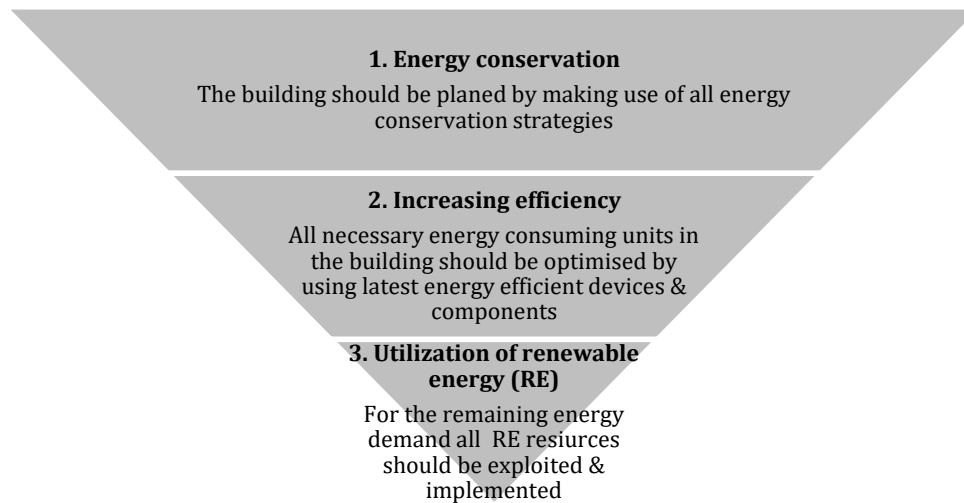 1. Energy conservation
The building should be planed by making use of all energy
conservation strategies
2. Increasing efficiency
All necessary energy consuming units in
the building should be optimised by
using latest energy efficient devices &
components
3. Utilization of renewable
energy (RE)
For the remaining energy
demand all  RE resiurces
should be exploited &
implemented